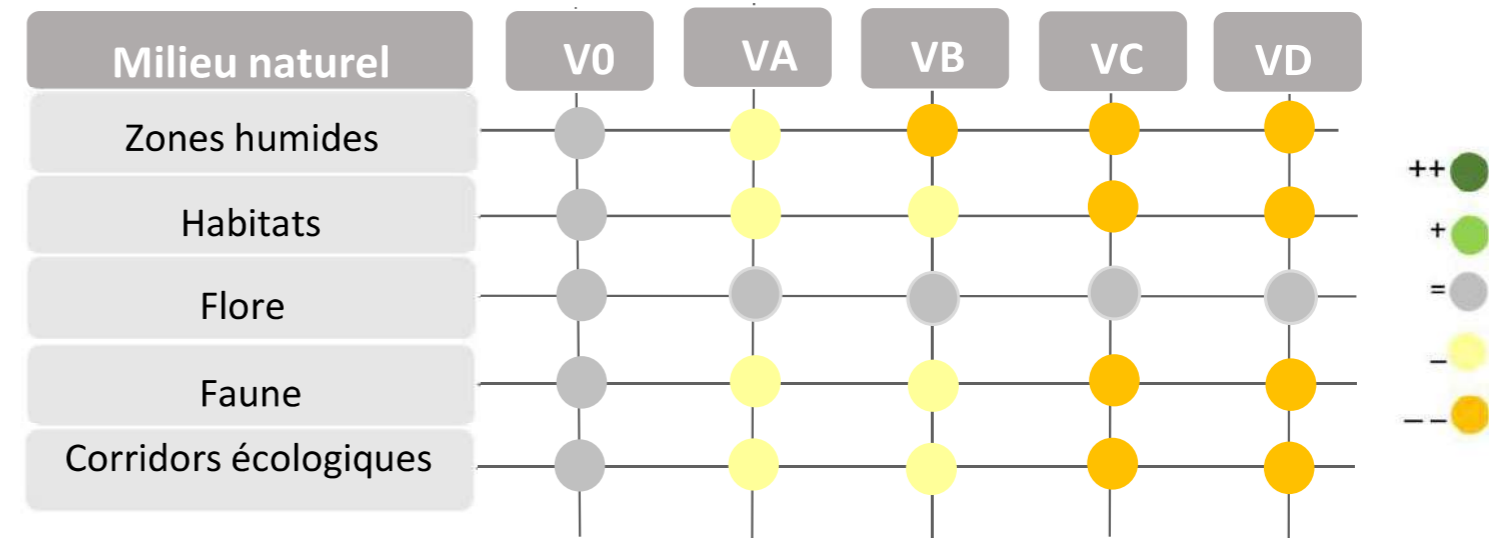 Milieu naturel V0 VA VB VC VD
Zones humides
Habitats
Flore
Faune
Corridors écologiques
++
+
=
–
– –